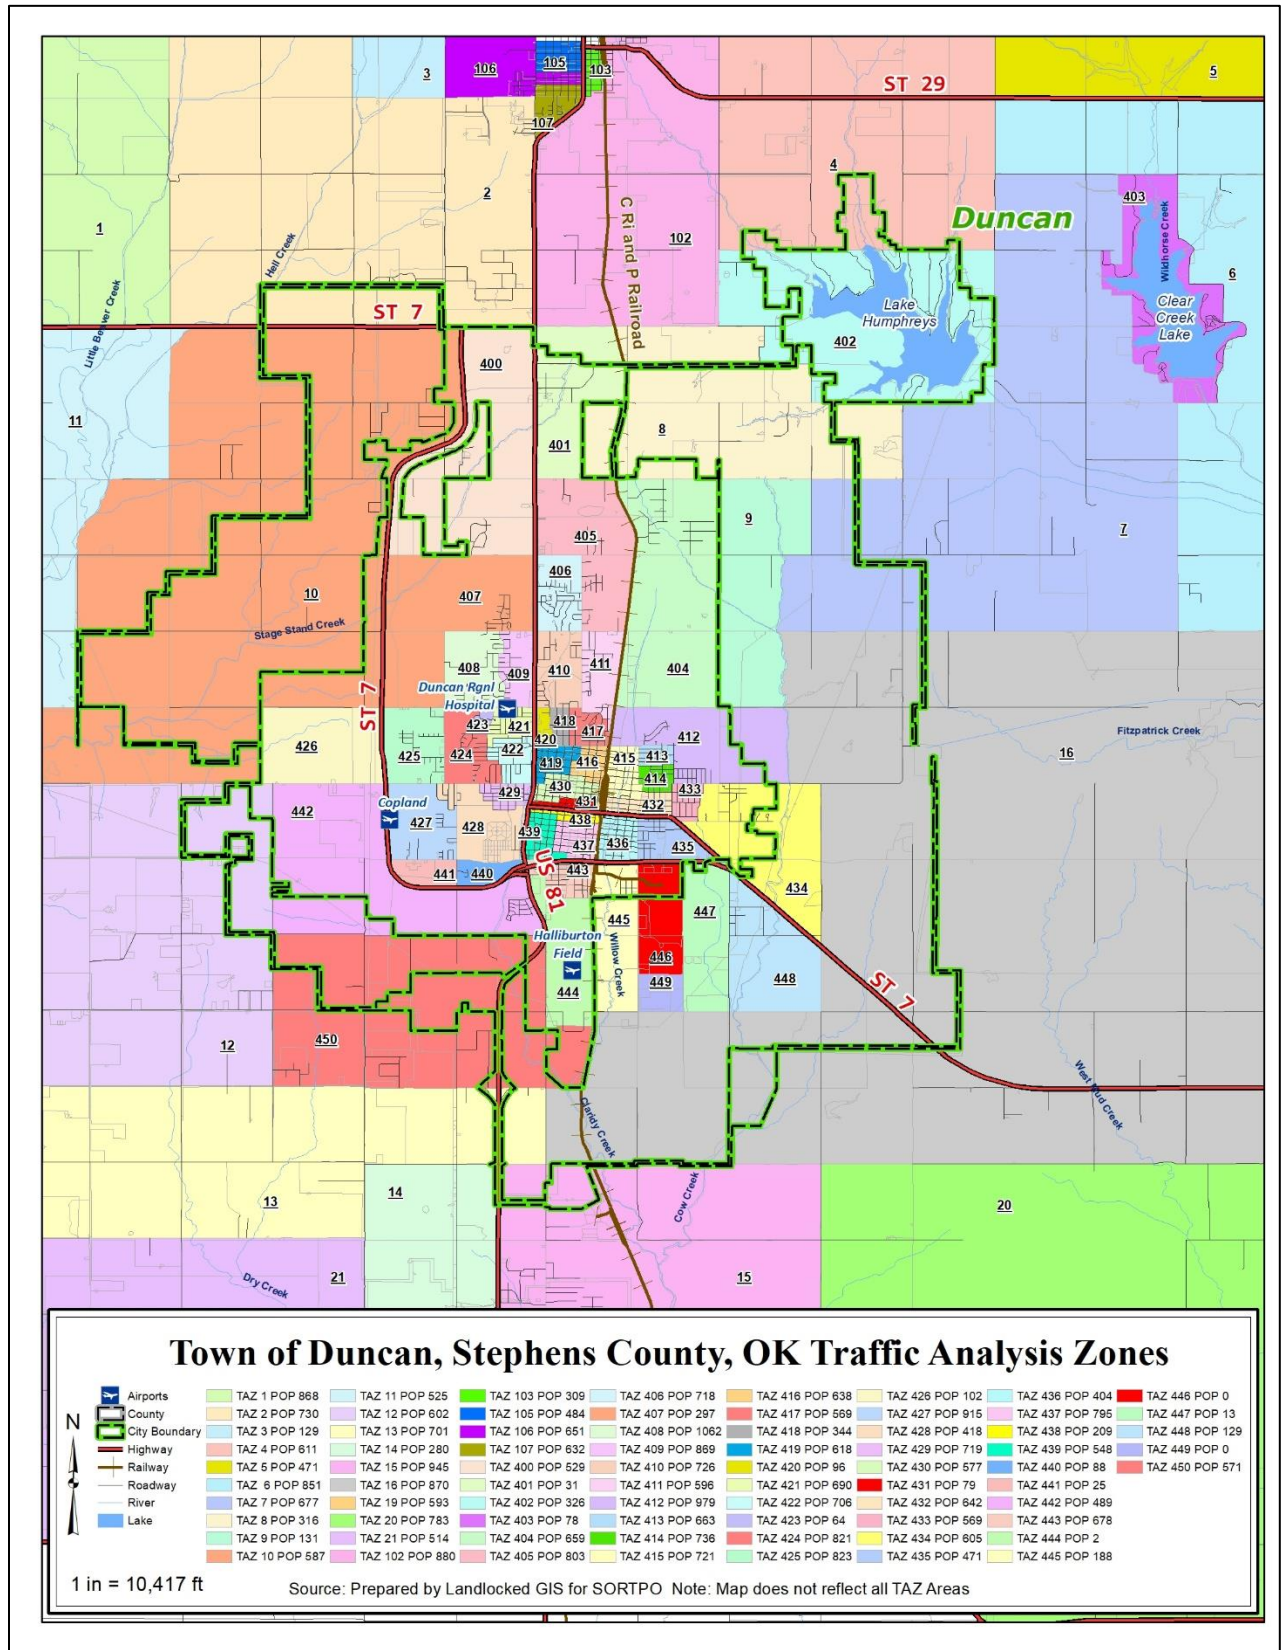 3
106
105
103
5
ST 29
107
4
2
403
1
C Ri and P Railroad
Duncan
102
Wildhorse Creek
Hell Creek
6
Little Beaver Creek
ST 7
Lake
Humphreys
Clear
Creek
Lake
402
400
11
8
401
9
7
405
406
10
407
Stage Stand Creek
408
409
410
411
404
Duncan Rgnl
Hospital
ST 7
423
421
418
417
412
Fitzpatrick Creek
426
425
424
422
420
419
416
415
413
16
414
430
429
433
442
Copland
431
432
427
428
438
439
437
436
435
441
440
US 81
443
434
447
445
Halliburton
Field
Willow Creek
446
444
449
448
ST 7
12
450
West Mud Creek
Claridy Creek
13
14
Cow Creek
20
21
Dry Creek
15
Town of Duncan, Stephens County, OK Traffic Analysis Zones
N
Airports
County
City Boundary
Highway
Railway
Roadway
River
Lake
TAZ 1 POP 868
TAZ 2 POP 730
TAZ 3 POP 129
TAZ 4 POP 611
TAZ 5 POP 471
TAZ 6 POP 851
TAZ 7 POP 677
TAZ 8 POP 316
TAZ 9 POP 131
TAZ 10 POP 587
TAZ 11 POP 525
TAZ 12 POP 602
TAZ 13 POP 701
TAZ 14 POP 280
TAZ 15 POP 945
TAZ 16 POP 870
TAZ 19 POP 593
TAZ 20 POP 783
TAZ 21 POP 514
TAZ 102 POP 880
TAZ 103 POP 309
TAZ 105 POP 484
TAZ 106 POP 651
TAZ 107 POP 632
TAZ 400 POP 529
TAZ 401 POP 31
TAZ 402 POP 326
TAZ 403 POP 78
TAZ 404 POP 659
TAZ 405 POP 803
TAZ 406 POP 718
TAZ 407 POP 297
TAZ 408 POP 1062
TAZ 409 POP 869
TAZ 410 POP 726
TAZ 411 POP 596
TAZ 412 POP 979
TAZ 413 POP 663
TAZ 414 POP 736
TAZ 415 POP 721
TAZ 416 POP 638
TAZ 417 POP 569
TAZ 418 POP 344
TAZ 419 POP 618
TAZ 420 POP 96
TAZ 421 POP 690
TAZ 422 POP 706
TAZ 423 POP 64
TAZ 424 POP 821
TAZ 425 POP 823
TAZ 426 POP 102
TAZ 427 POP 915
TAZ 428 POP 418
TAZ 429 POP 719
TAZ 430 POP 577
TAZ 431 POP 79
TAZ 432 POP 642
TAZ 433 POP 569
TAZ 434 POP 605
TAZ 435 POP 471
TAZ 436 POP 404
TAZ 437 POP 795
TAZ 438 POP 209
TAZ 439 POP 548
TAZ 440 POP 88
TAZ 441 POP 25
TAZ 442 POP 489
TAZ 443 POP 678
TAZ 444 POP 2
TAZ 445 POP 188
TAZ 446 POP 0
TAZ 447 POP 13
TAZ 448 POP 129
TAZ 449 POP 0
TAZ 450 POP 571
1 in = 10,417 ft
Source: Prepared by Landlocked GIS for SORTPO Note: Map does not reflect all TAZ Areas